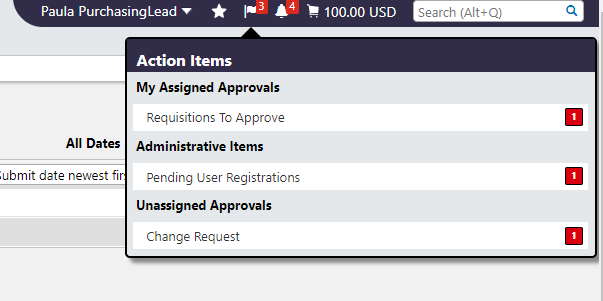 Paula PurchasingLead 3 4 100.00 USD Search (Alt+Q)
Action Items
My Assigned Approvals
Requisitions To Approve 1
All Dates
Administrative Items
Submit date newest firs
Pending User Registrations 1
Unassigned Approvals
Change Request 1